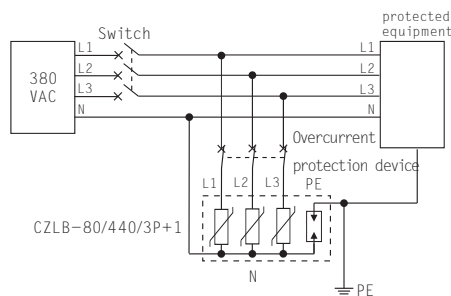 protected
equipment
Switch
L1
L1
L2
L2
380
VAC
L3
L3
N
N
Overcurrent
protection device
L1
L2
L3
PE
CZLB-80/440/3P+1
N
PE